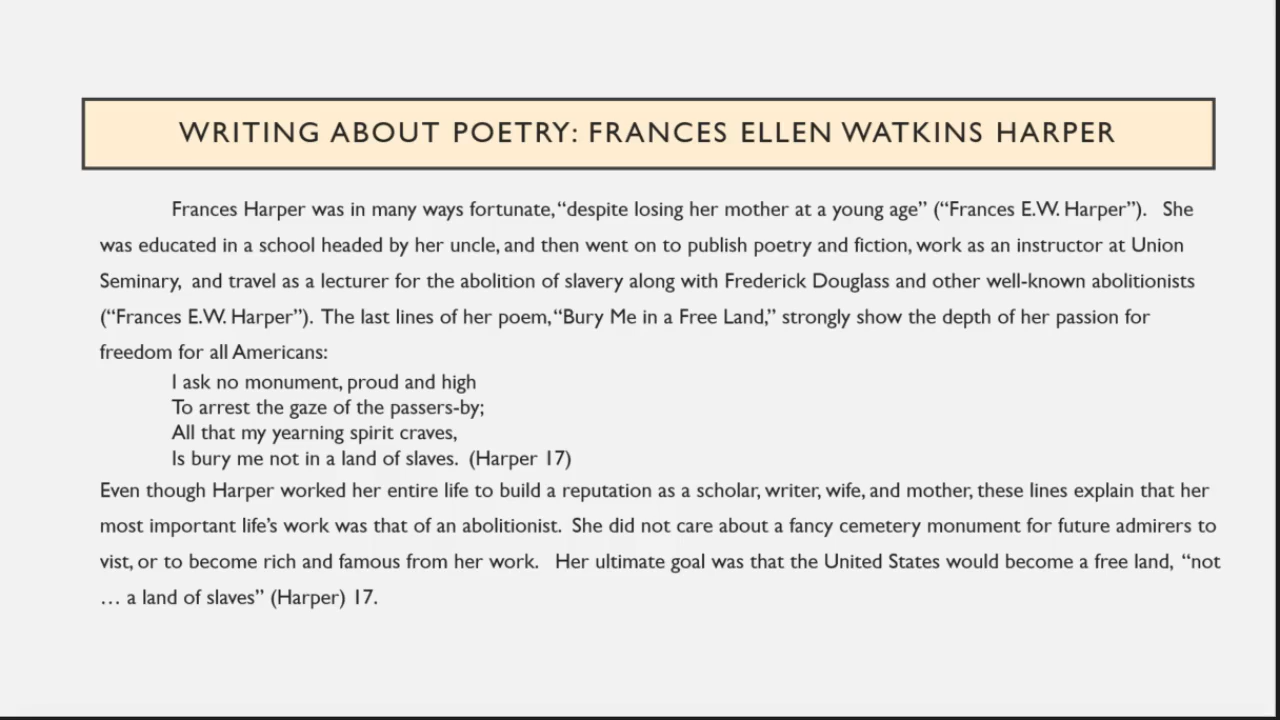 WRITING ABOUT POETRY: FRANCES ELLEN WATKINS HARPER
Frances Harper was in many ways fortunate, “despite losing her mother at a young age” (“Frances E.W. Harper”). She
was educated in a school headed by her uncle, and then went on to publish poetry and fiction, work as an instructor at Union
Seminary, and travel as a lecturer for the abolition of slavery along with Frederick Douglass and other well-known abolitionists
(“Frances E.W. Harper”). The last lines of her poem, “Bury Me in a Free Land,” strongly show the depth of her passion for
freedom for all Americans:
I ask no monument, proud and high
To arrest the gaze of the passers-by;
All that my yearning spirit craves,
Is bury me not in a land of slaves. (Harper 17)
Even though Harper worked her entire life to build a reputation as a scholar, writer, wife, and mother, these lines explain that her
most important life’s work was that of an abolitionist. She did not care about a fancy cemetery monument for future admirers to
vist, or to become rich and famous from her work. Her ultimate goal was that the United States would become a free land, “not
… a land of slaves” (Harper) 17.